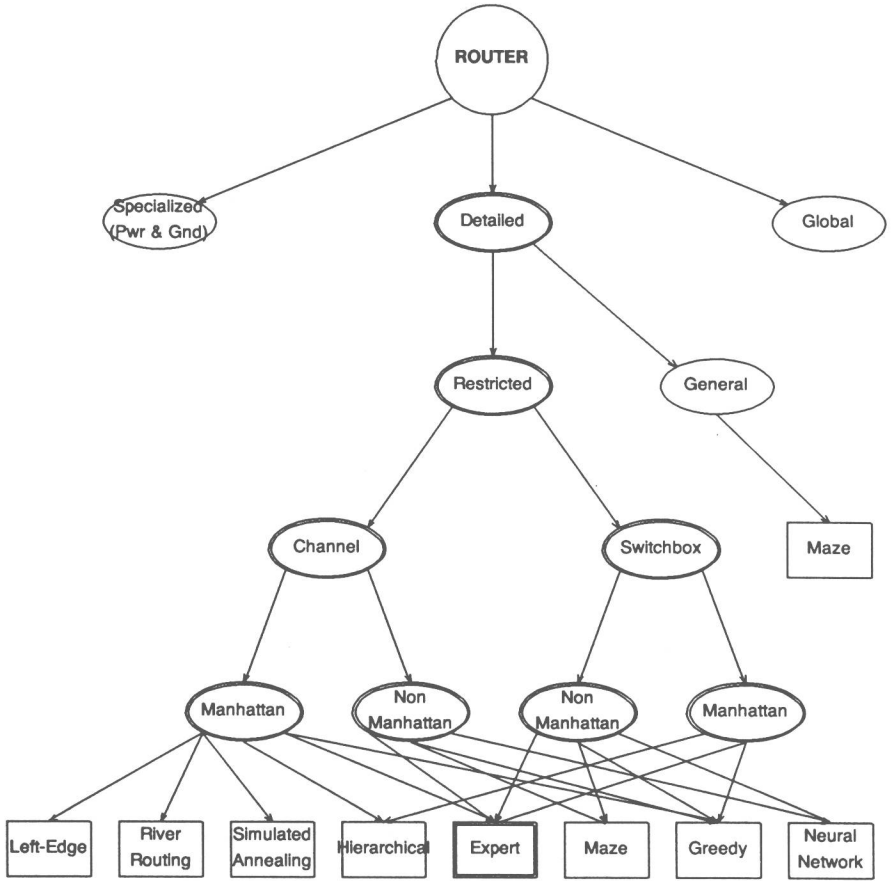 ROUTER
Specialized
(Pwr & Gnd)
Detailed
Global
Restricted
General
Channel
Switchbox
Maze
Manhattan
Non
Manhattan
Non
Manhattan
Manhattan
Left-Edge
River
Routing
Simulated
Annealing
Hierarchical
Expert
Maze
Greedy
Neural
Network